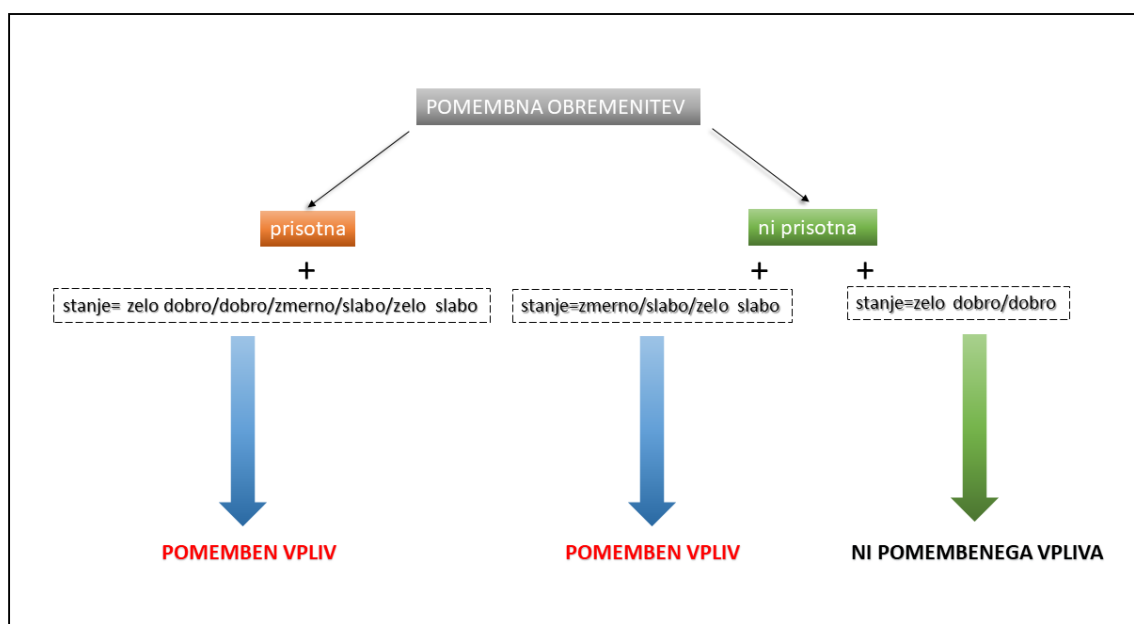 POMEMBNA OBREMENITEV
prisotna
ni prisotna
+
+
+
stanje= zelo dobro/dobro/zmerno/slabo/zelo slabo
stanje=zmerno/slabo/zelo slabo
stanje=zelo dobro/dobro
POMEMBEN VPLIV
POMEMBEN VPLIV
NI POMEMBENEGA VPLIVA